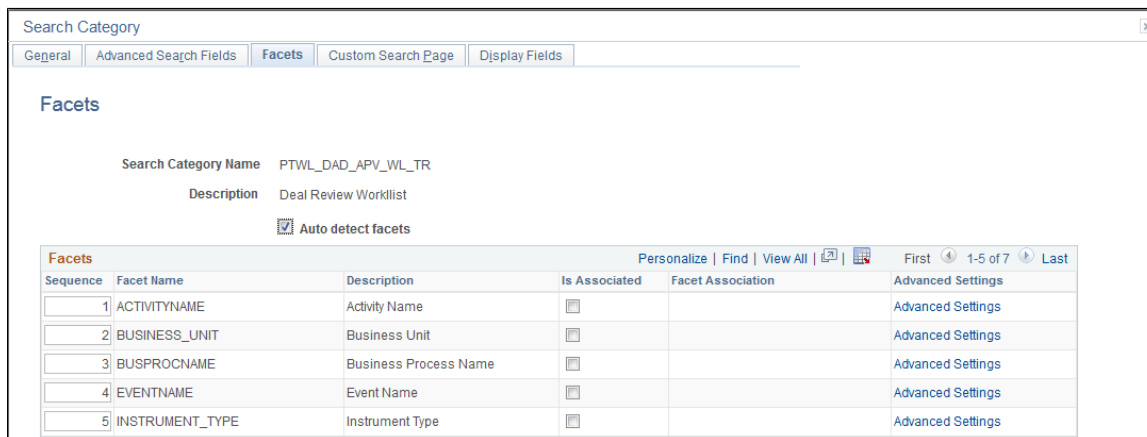 Search Category
General
Advanced Search Fields
Facets
Custom Search Page
Display Fields
Facets
Search Category Name PTWL_DAD_APV_WL_TR
Description Deal Review Workllist
Auto detect facets
Facets Personalize | Find | View All | | First 1-5 of 7 Last
Sequence Facet Name Description Is Associated Facet Association Advanced Settings
1 ACTIVITYNAME Activity Name Advanced Settings
2 BUSINESS_UNIT Business Unit Advanced Settings
3 BUSPROCNAME Business Process Name Advanced Settings
4 EVENTNAME Event Name Advanced Settings
5 INSTRUMENT_TYPE Instrument Type Advanced Settings